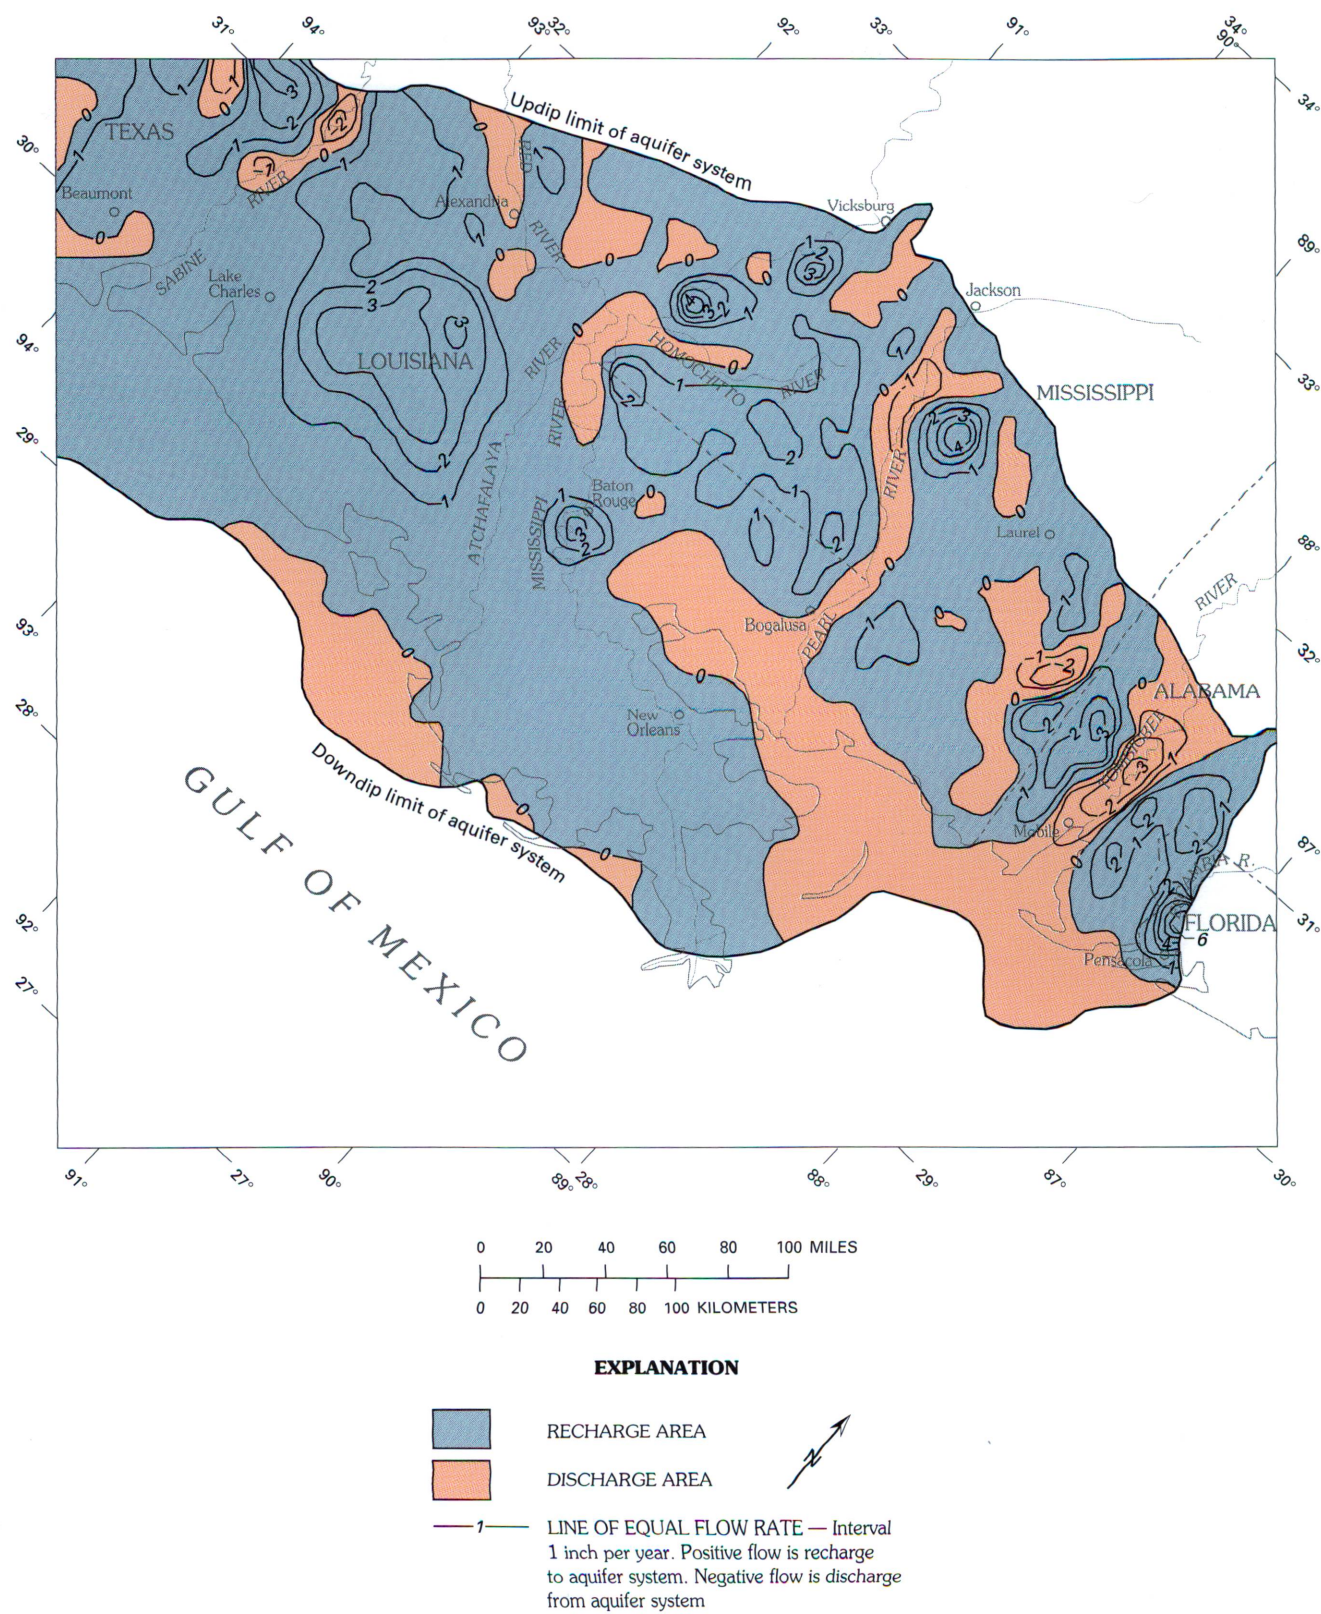 31°
94°
93°
32°
92°
33°
91°
34°
90°
34°
89°
33°
88°
32°
87°
31°
30°
94°
29°
93°
28°
92°
27°
91°
27°
90°
89°
28°
88°
29°
87°
30°
Updip limit of aquifer system
TEXAS
Beaumont
RIVER
SABINE
Lake
Charles
Alexandria
RED
RIVER
Vicksburg
Jackson
LOUISIANA
RIVER
HOMOCHITTO
RIVER
MISSISSIPPI
RIVER
ATCHAFALAYA
MISSISSIPPI
Baton
Rouge
RIVER
Laurel
Bogalusa
PEARL
RIVER
New
Orleans
ALABAMA
Mobile
FLORIDA
Pensacola
Downdip limit of aquifer system
GULF OF MEXICO
0 20 40 60 80 100 MILES
0 20 40 60 80 100 KILOMETERS
EXPLANATION
RECHARGE AREA
DISCHARGE AREA
N
1
LINE OF EQUAL FLOW RATE — Interval
1 inch per year. Positive flow is recharge
to aquifer system. Negative flow is discharge
from aquifer system